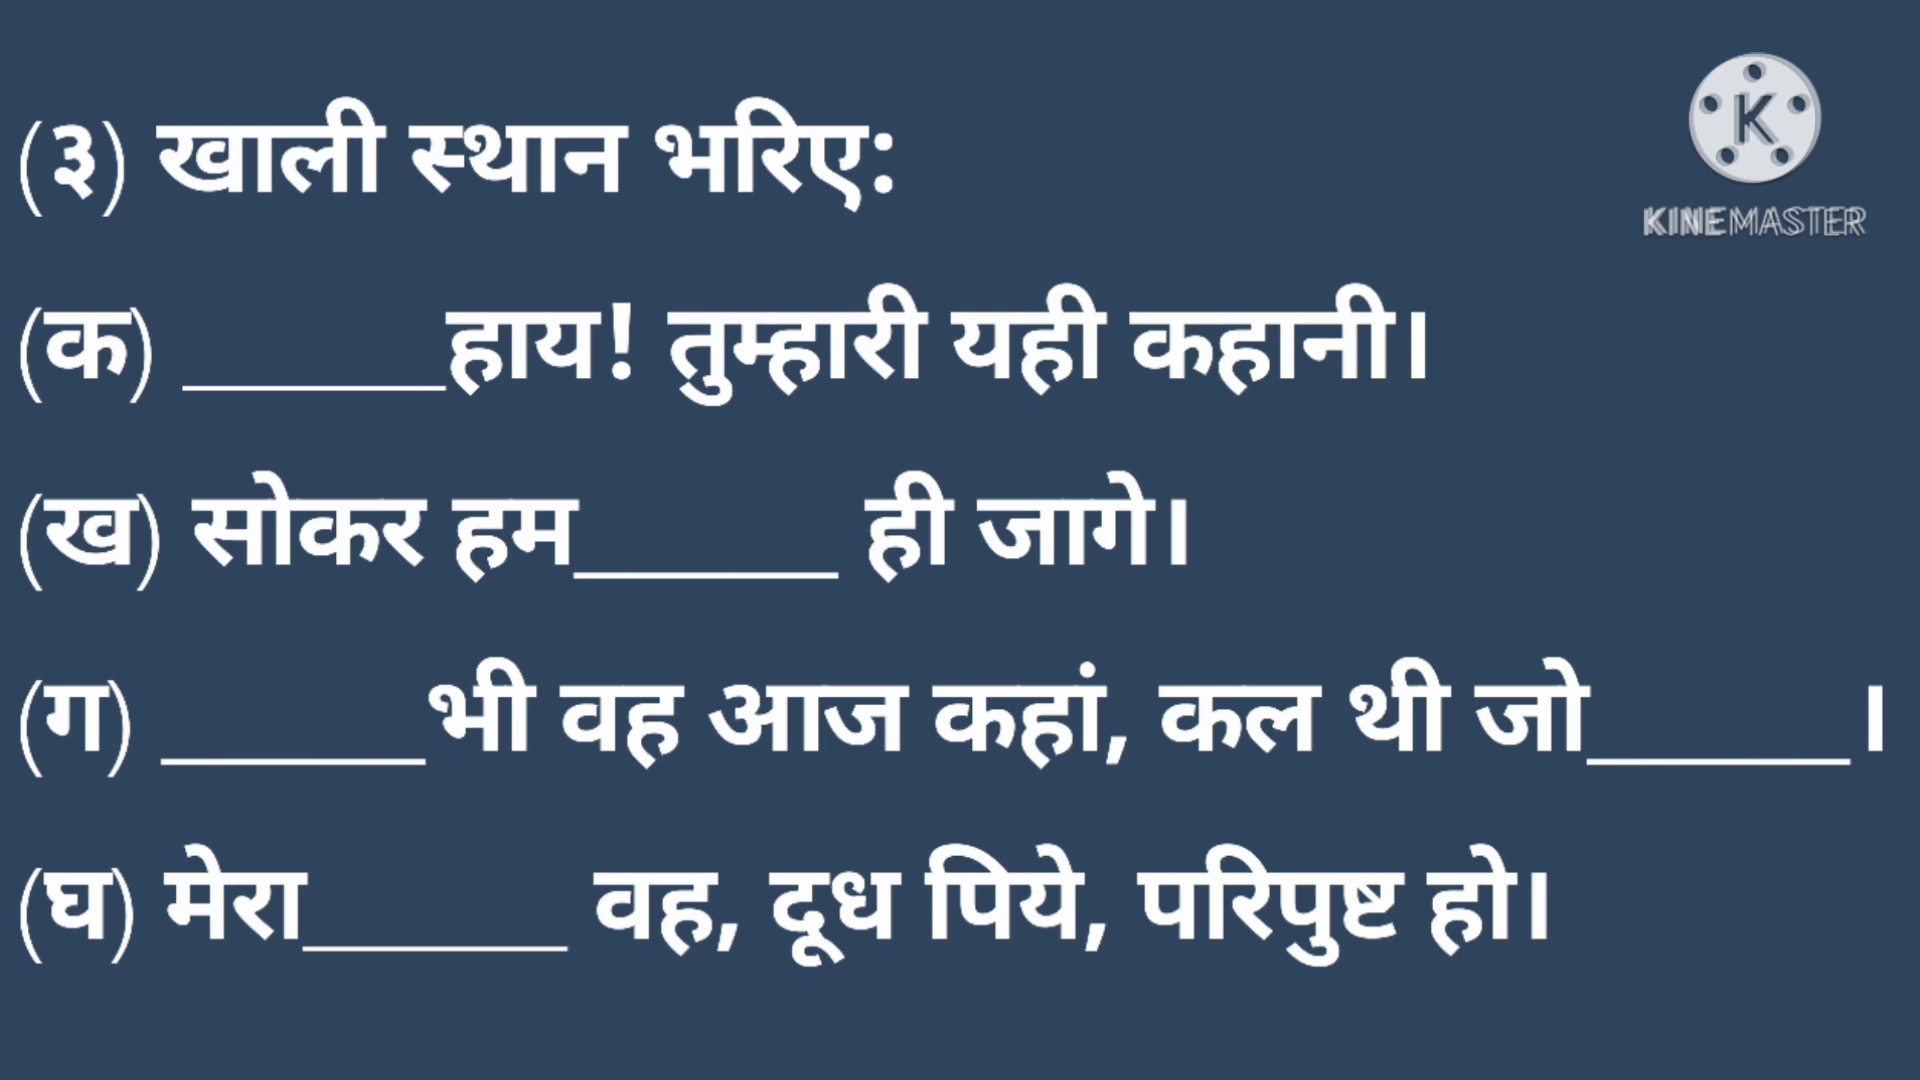 (३) खाली स्थान भरिए:
KINEMASTER
(क) ______हाय! तुम्हारी यही कहानी।
(ख) सोकर हम______ ही जागे।
(ग) ______भी वह आज कहां, कल थी जो______।
(घ) मेरा______ वह, दूध पिये, परिपुष्ट हो।